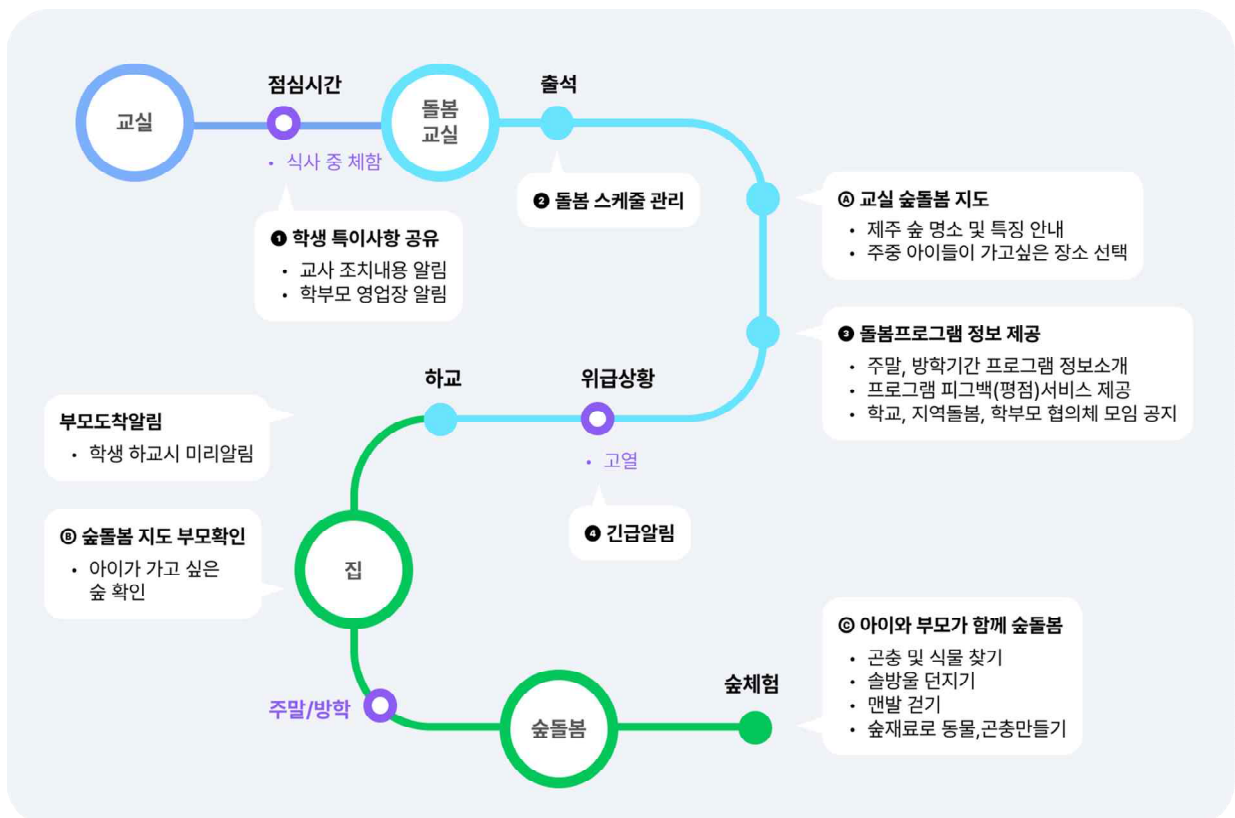 교실
점심시간
• 식사 중 체함
❶ 학생 특이사항 공유
• 교사 조치내용 알림
• 학부모 영업장 알림
돌봄
교실
출석
❷ 돌봄 스케줄 관리
Ⓐ 교실 숲돌봄 지도
• 제주 숲 명소 및 특징 안내
• 주중 아이들이 가고싶은 장소 선택
❸ 돌봄프로그램 정보 제공
• 주말, 방학기간 프로그램 정보소개
• 프로그램 피그백(평점)서비스 제공
• 학교, 지역돌봄, 학부모 협의체 모임 공지
위급상황
• 고열
❹ 긴급알림
하교
부모도착알림
• 학생 하교시 미리알림
Ⓑ 숲돌봄 지도 부모확인
• 아이가 가고 싶은
숲 확인
집
주말/방학
숲돌봄
숲체험
Ⓒ 아이와 부모가 함께 숲돌봄
• 곤충 및 식물 찾기
• 솔방울 던지기
• 맨발 걷기
• 숲재료로 동물,곤충만들기